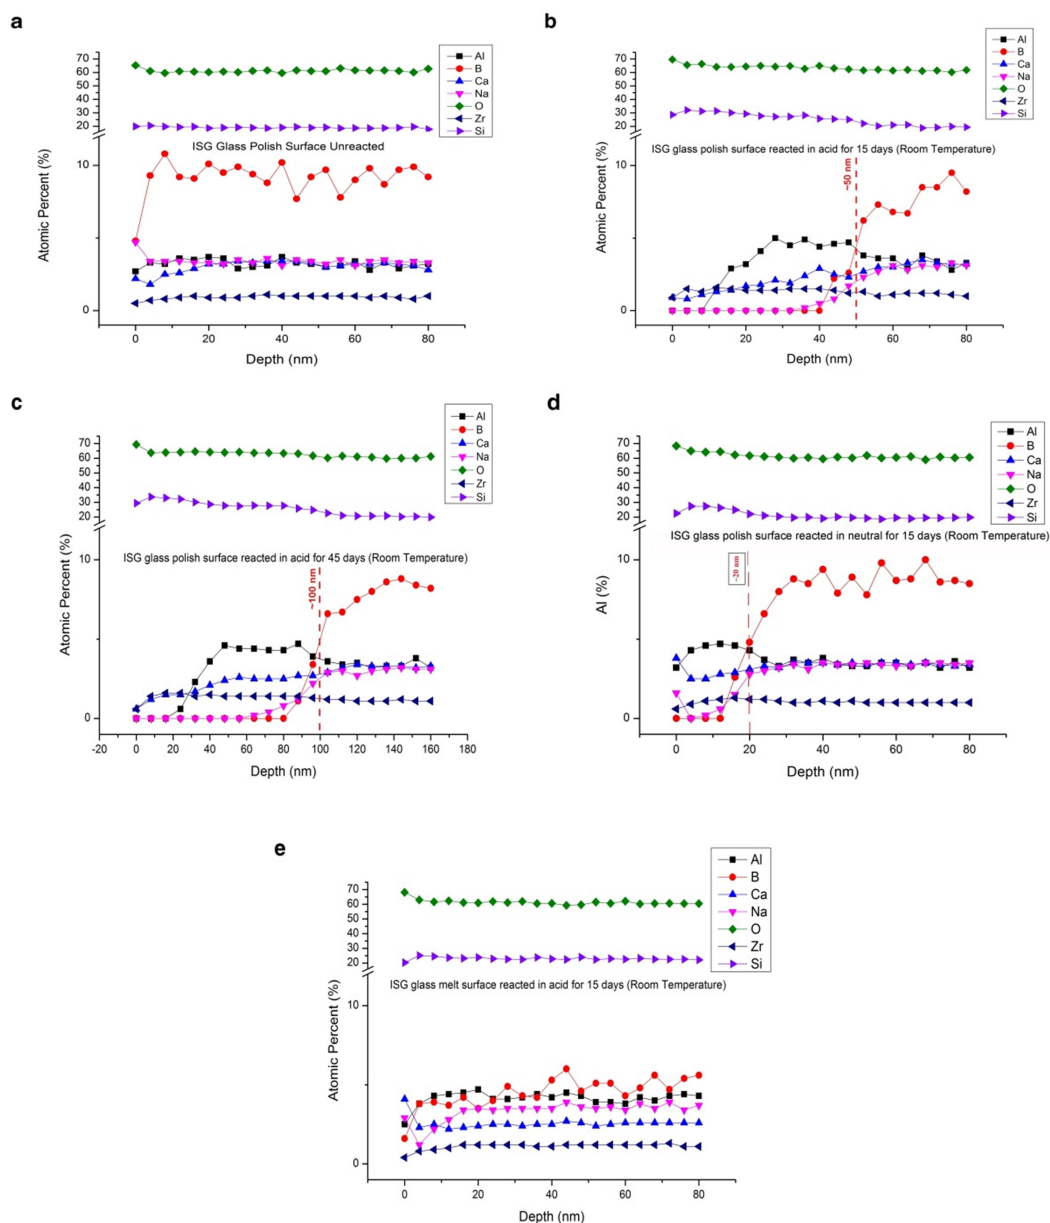 a
70
60
50
40
30
20
10
0
Atomic Percent (%)
Al
B
Ca
Na
O
Zr
Si
ISG Glass Polish Surface Unreacted
0 20 40 60 80
Depth (nm)
b
70
60
50
40
30
20
10
0
Atomic Percent (%)
Al
B
Ca
Na
O
Zr
Si
ISG glass polish surface reacted in acid for 15 days (Room Temperature)
~50 nm
0 20 40 60 80
Depth (nm)
c
70
60
50
40
30
20
10
0
Atomic Percent (%)
Al
B
Ca
Na
O
Zr
Si
ISG glass polish surface reacted in acid for 45 days (Room Temperature)
~100 nm
-20 0 20 40 60 80 100 120 140 160 180
Depth (nm)
d
70
60
50
40
30
20
10
0
Al (%)
Al
B
Ca
Na
O
Zr
Si
ISG glass polish surface reacted in neutral for 15 days (Room Temperature)
~20 nm
0 20 40 60 80
Depth (nm)
e
70
60
50
40
30
20
10
0
Atomic Percent (%)
Al
B
Ca
Na
O
Zr
Si
ISG glass melt surface reacted in acid for 15 days (Room Temperature)
0 20 40 60 80
Depth (nm)